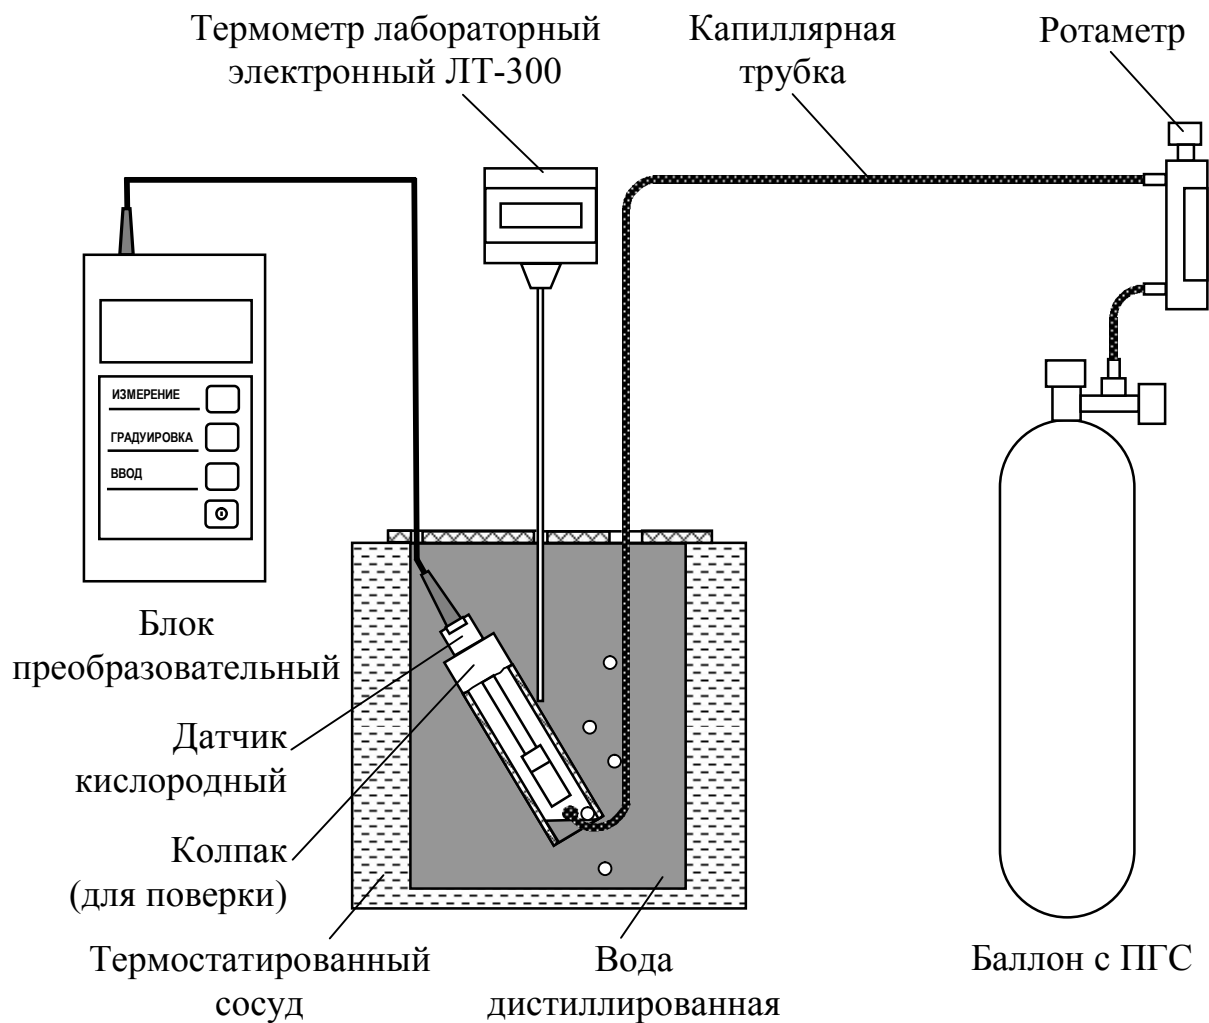 Термометр лабораторный
электронный ЛТ-300
Капиллярная
трубка
Ротаметр
ИЗМЕРЕНИЕ
ГРАДУИРОВКА
ВВОД
Блок
преобразовательный
Датчик
кислородный
Колпак
(для поверки)
Термостатированный
сосуд
Вода
дистиллированная
Баллон с ПГС